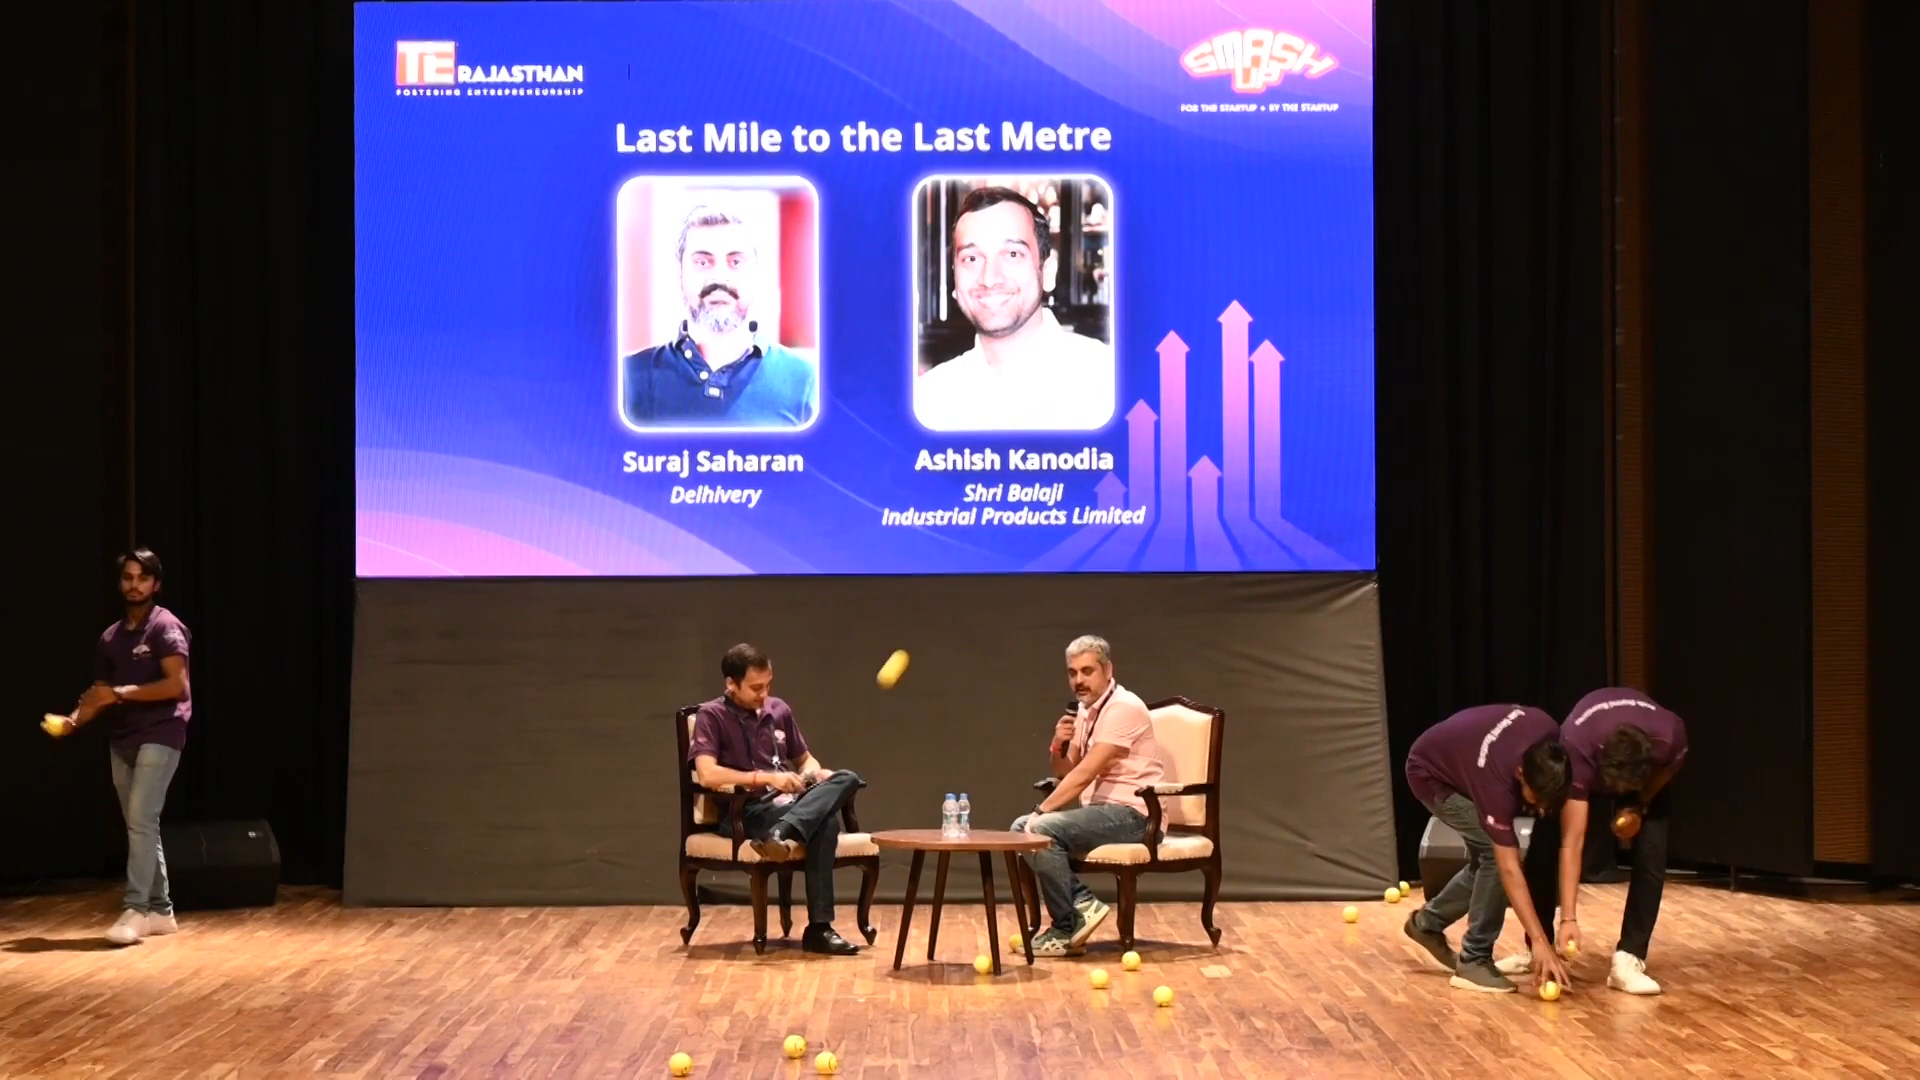 TE RAJASTHAN
FOSTERING ENTREPRENEURSHIP
SMASH
UP
FOR THE STARTUP + BY THE STARTUP
Last Mile to the Last Metre
Suraj Saharan
Delhivery
Ashish Kanodia
Shri Balaji
Industrial Products Limited